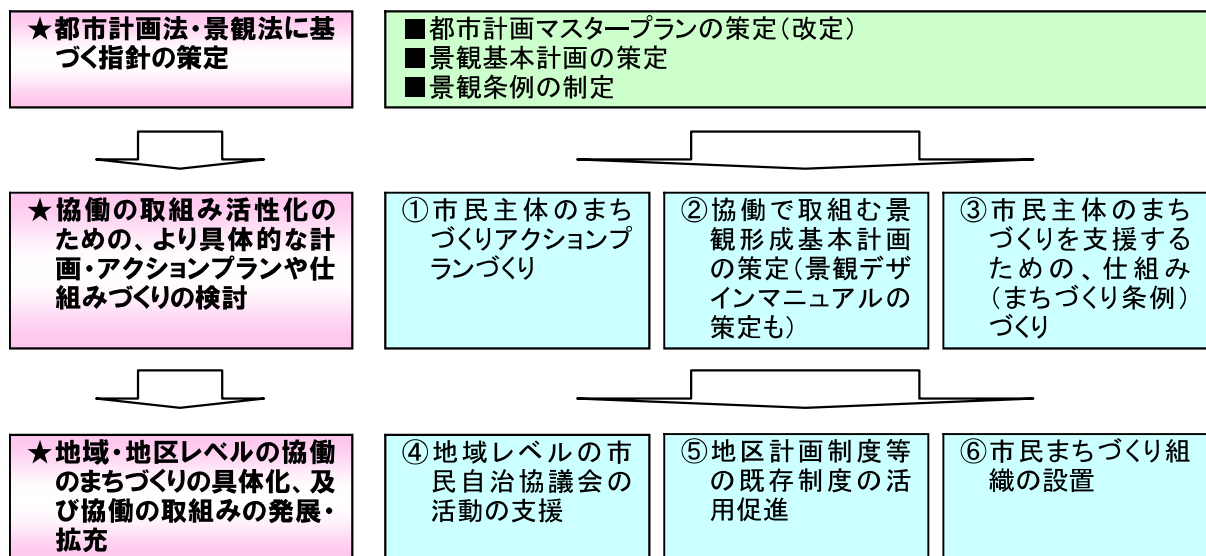 ★都市計画法・景観法に基
づく指針の策定
■都市計画マスタープランの策定(改定)
■景観基本計画の策定
■景観条例の制定
★協働の取組み活性化の
ための、より具体的な計
画・アクションプランや仕
組みづくりの検討
①市民主体のまち
づくりアクションプ
ランづくり
②協働で取組む景
観形成基本計画
の策定(景観デザ
インマニュアルの
策定も)
③市民主体のまち
づくりを支援する
ための、仕組み
(まちづくり条例)
づくり
★地域・地区レベルの協働
のまちづくりの具体化、及
び協働の取組みの発展・
拡充
④地域レベルの市
民自治協議会の
活動の支援
⑤地区計画制度等
の既存制度の活
用促進
⑥市民まちづくり組
織の設置